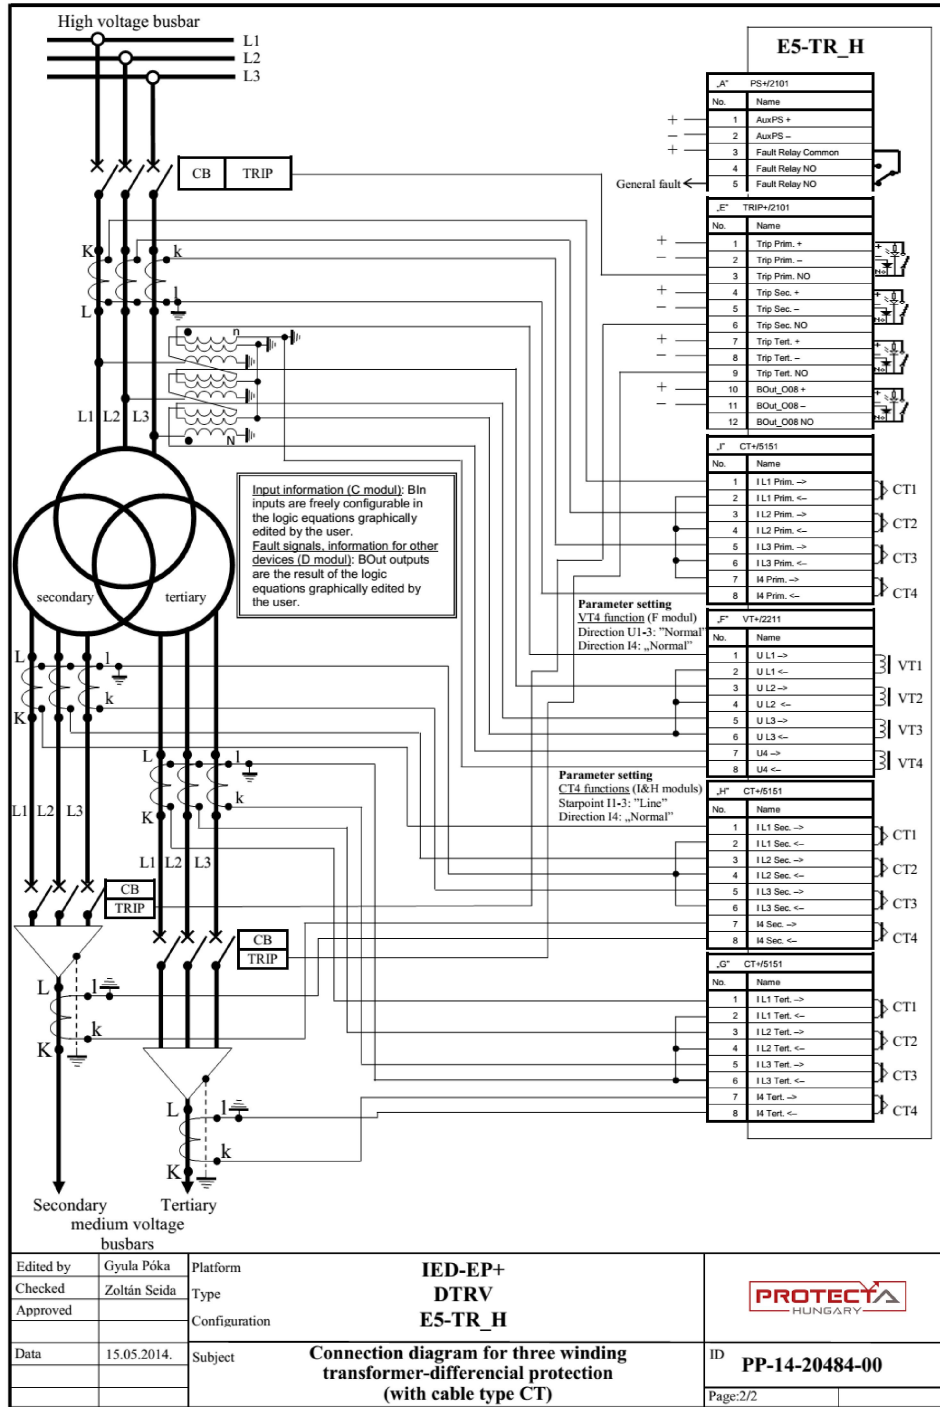 High voltage busbar
L1
L2
L3
CB TRIP
K
k
L
l
n
N
L1 L2 L3
secondary
tertiary
Input information (C modul): BIn
inputs are freely configurable in
the logic equations graphically
edited by the user.
Fault signals, information for other
devices (D modul): BOut outputs
are the result of the logic
equations graphically edited by
the user.
L
l
k
K
L1 L2 L3
CB
TRIP
L
l
k
K
L1 L2 L3
CB
TRIP
L
l
k
K
L
l
k
K
Secondary
Tertiary
medium voltage
busbars
E5-TR_H
„A" PS+/2101
No. Name
1 AuxPS +
2 AuxPS –
3 Fault Relay Common
4 Fault Relay NO
5 Fault Relay NO
+
–
+
General fault
„E" TRIP+/2101
No. Name
1 Trip Prim. +
2 Trip Prim. –
3 Trip Prim. NO
4 Trip Sec. +
5 Trip Sec. –
6 Trip Sec. NO
7 Trip Tert. +
8 Trip Tert. –
9 Trip Tert. NO
10 BOut_O08 +
11 BOut_O08 –
12 BOut_O08 NO
+
–
+
–
+
–
+
–
„I" CT+/5151
No. Name
1 I L1 Prim. –>
2 I L1 Prim. <–
3 I L2 Prim. –>
4 I L2 Prim. <–
5 I L3 Prim. –>
6 I L3 Prim. <–
7 I4 Prim. –>
8 I4 Prim. <–
CT1
CT2
CT3
CT4
Parameter setting
VT4 function (F modul)
Direction U1-3: "Normal"
Direction I4: „Normal"
„F" VT+/2211
No. Name
1 U L1 –>
2 U L1 <–
3 U L2 –>
4 U L2 <–
5 U L3 –>
6 U L3 <–
7 U4 –>
8 U4 <–
VT1
VT2
VT3
VT4
Parameter setting
CT4 functions (I&H moduls)
Starpoint I1-3: "Line"
Direction I4: „Normal"
„H" CT+/5151
No. Name
1 I L1 Sec. –>
2 I L1 Sec. <–
3 I L2 Sec. –>
4 I L2 Sec. <–
5 I L3 Sec. –>
6 I L3 Sec. <–
7 I4 Sec. –>
8 I4 Sec. <–
CT1
CT2
CT3
CT4
„G" CT+/5151
No. Name
1 I L1 Tert. –>
2 I L1 Tert. <–
3 I L2 Tert. –>
4 I L2 Tert. <–
5 I L3 Tert. –>
6 I L3 Tert. <–
7 I4 Tert. –>
8 I4 Tert. <–
CT1
CT2
CT3
CT4
Edited by Gyula Póka
Checked Zoltán Seida
Approved
Data 15.05.2014.
Platform IED-EP+
Type DTRV
Configuration E5-TR_H
Subject Connection diagram for three winding
transformer-differencial protection
(with cable type CT)
PROTECTA
HUNGARY
ID PP-14-20484-00
Page:2/2